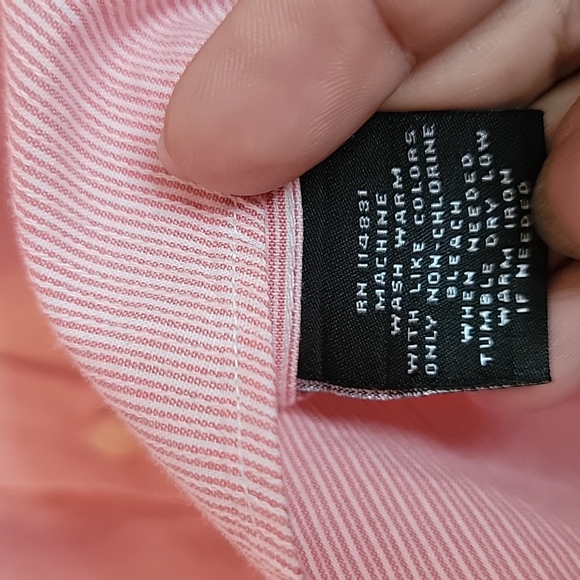 RN 114831
MACHINE
WASH WARM
WITH LIKE COLORS
ONLY NON-CHLORINE
BLEACH
WHEN NEEDED
TUMBLE DRY LOW
WARM IRON
IF NEEDED